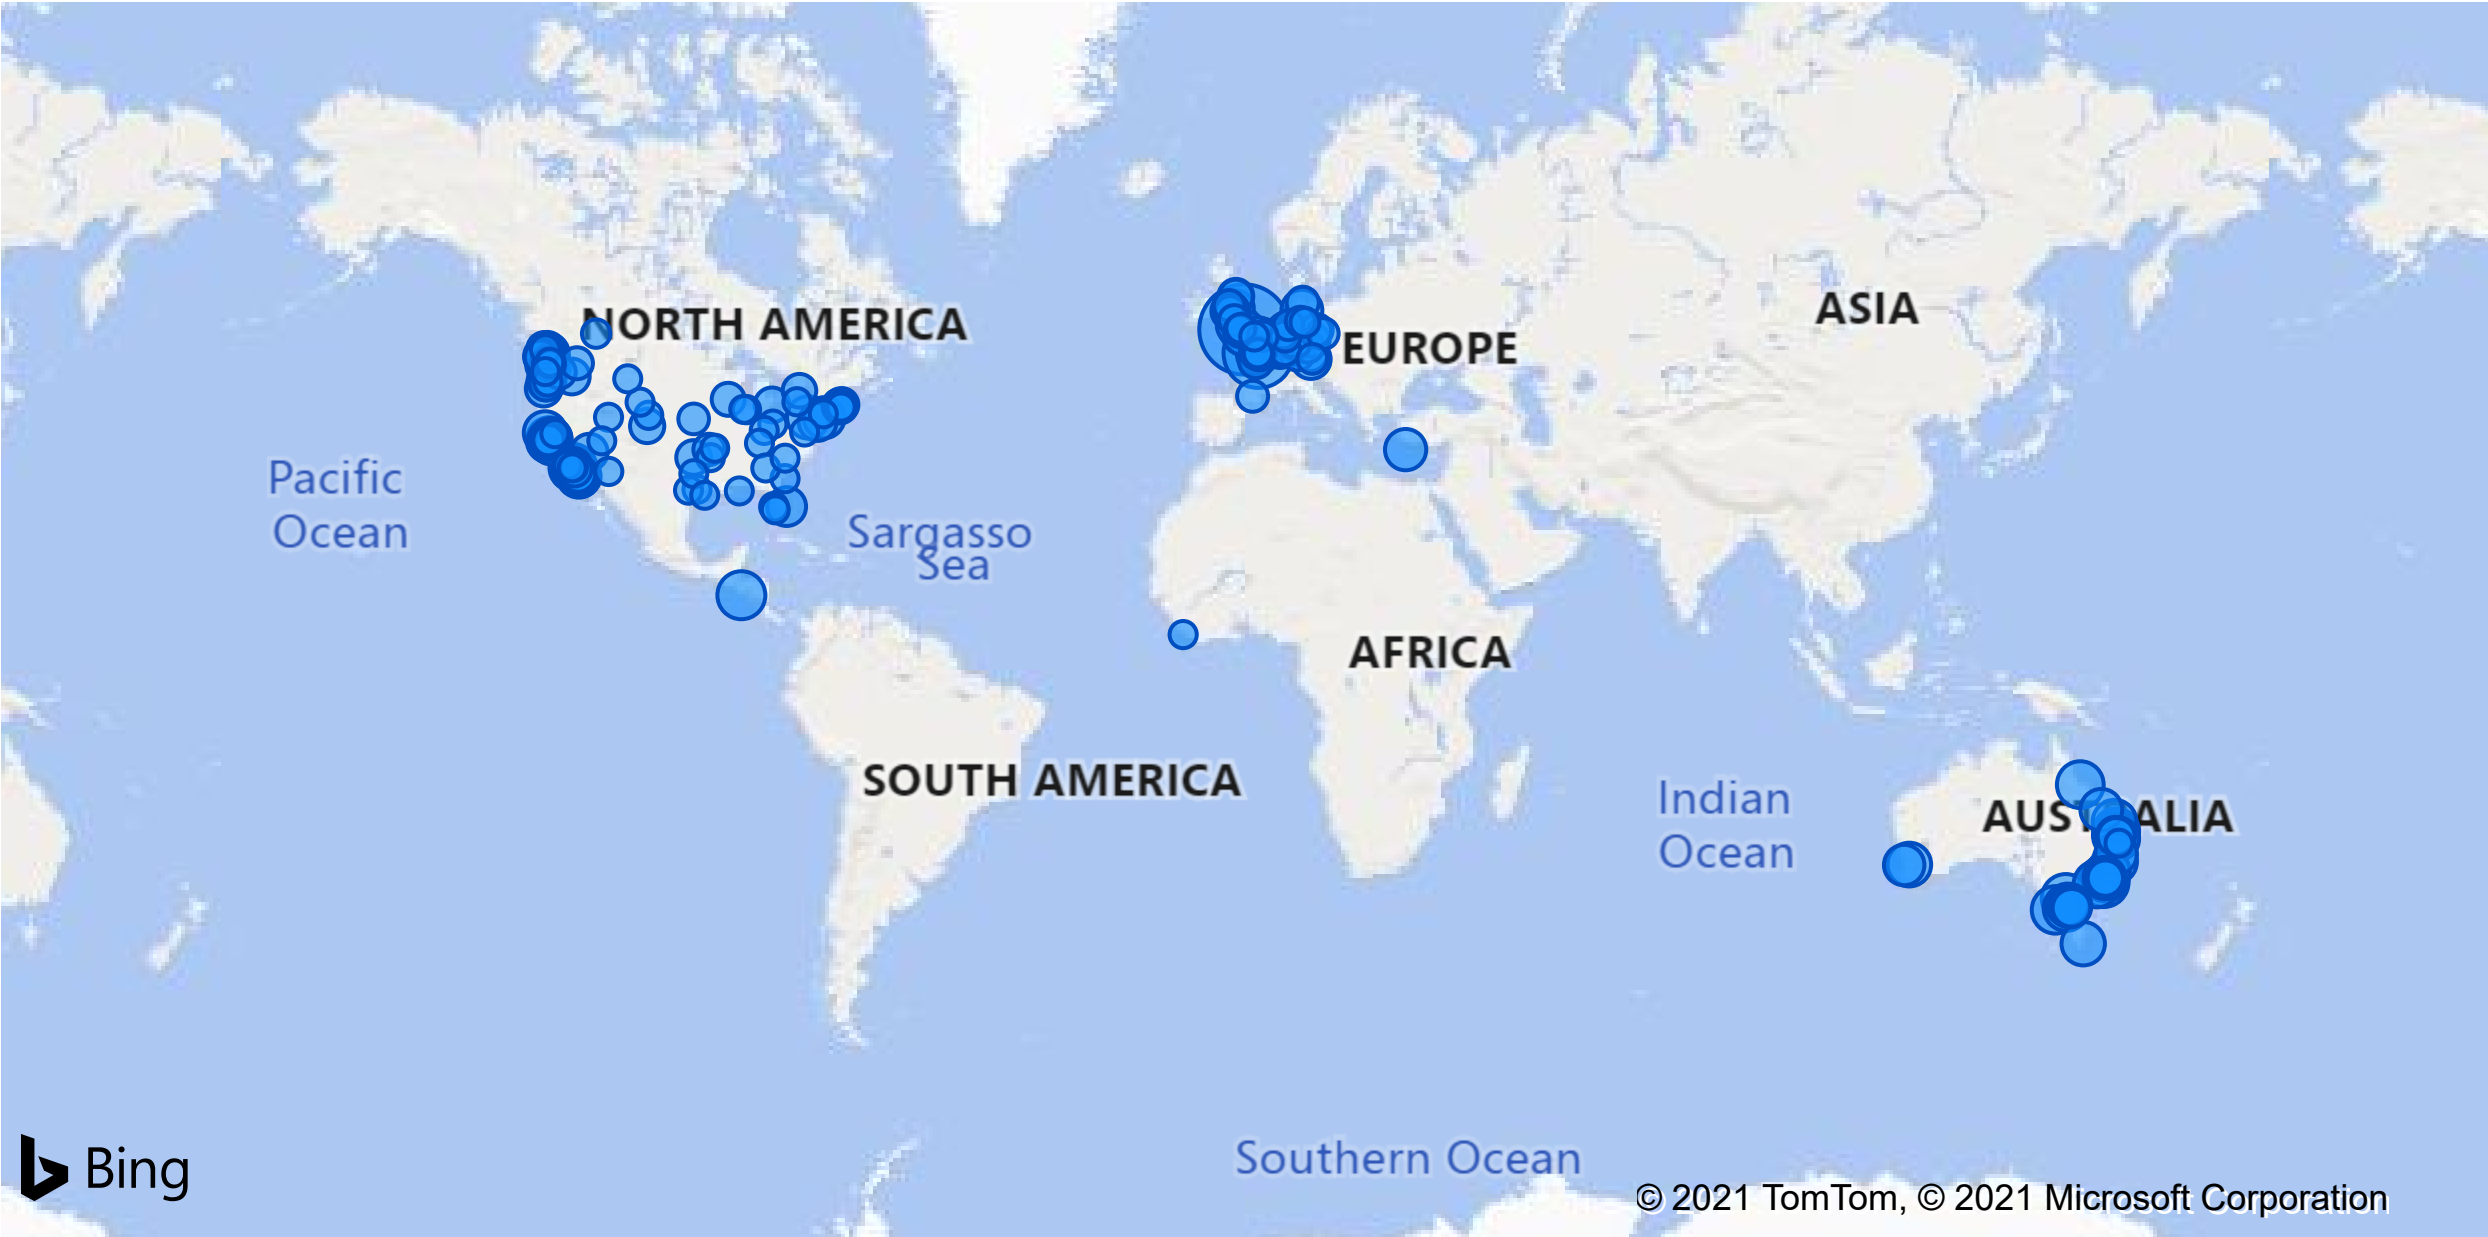 NORTH AMERICA
ASIA
EUROPE
Pacific
Ocean
Sargasso
Sea
AFRICA
SOUTH AMERICA
Indian
Ocean
AUST ALIA
Southern Ocean
Bing
© 2021 TomTom, © 2021 Microsoft Corporation